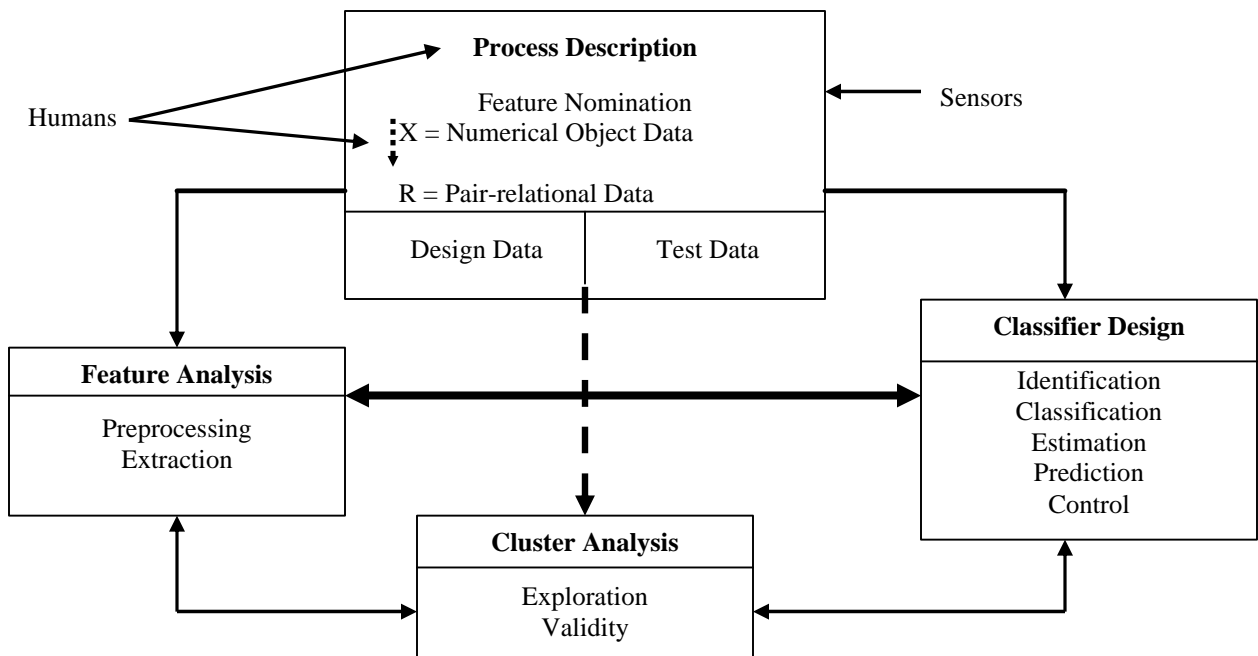 Process Description
Humans
Feature Nomination
X = Numerical Object Data
Sensors
R = Pair-relational Data
Design Data
Test Data
Feature Analysis
Preprocessing
Extraction
Classifier Design
Identification
Classification
Estimation
Prediction
Control
Cluster Analysis
Exploration
Validity